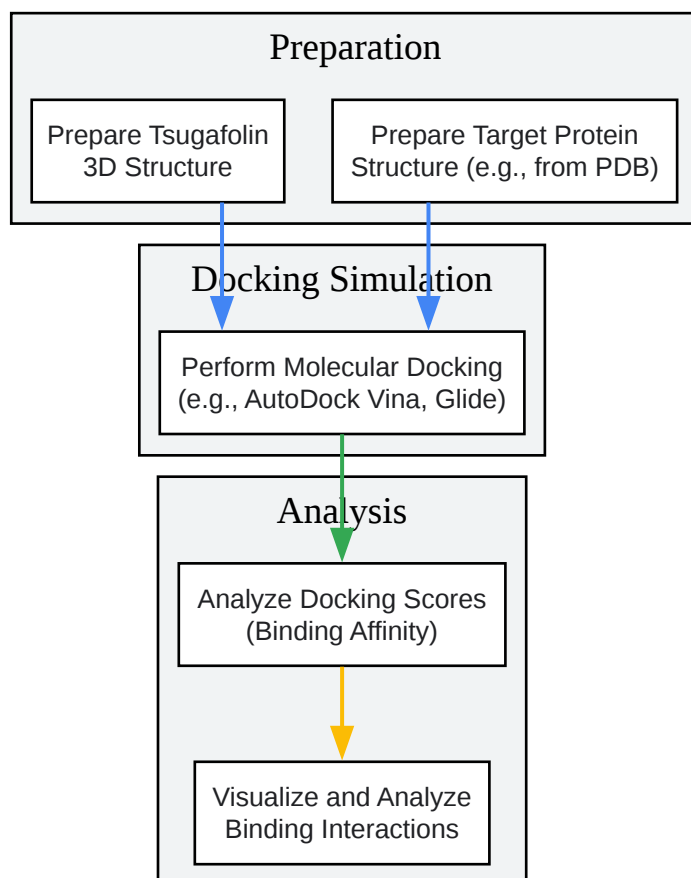 Preparation
Prepare Tsugafolin
3D Structure
Prepare Target Protein
Structure (e.g., from PDB)
Docking Simulation
Perform Molecular Docking
(e.g., AutoDock Vina, Glide)
Analysis
Analyze Docking Scores
(Binding Affinity)
Visualize and Analyze
Binding Interactions